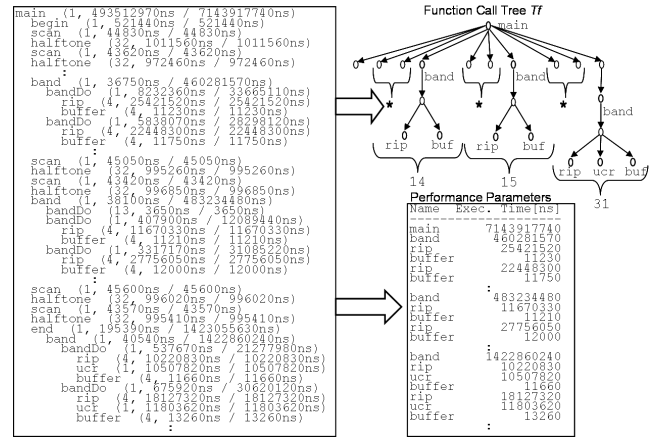 main (1, 493512970ns / 7143917740ns)
begin (1, 521440ns / 521440ns)
scan (1, 44830ns / 44830ns)
halftone (32, 1011560ns / 1011560ns)
scan (1, 43620ns / 43620ns)
halftone (32, 972460ns / 972460ns)
:
band (1, 36750ns / 460281570ns)
bandDo (1, 8232360ns / 33665110ns)
rip (4, 25421520ns / 25421520ns)
buffer (4, 11230ns / 11230ns)
bandDo (1, 5838070ns / 28298120ns)
rip (4, 22448300ns / 22448300ns)
buffer (4, 11750ns / 11750ns)
:
scan (1, 45050ns / 45050ns)
halftone (32, 995260ns / 995260ns)
scan (1, 43420ns / 43420ns)
halftone (32, 996850ns / 996850ns)
band (1, 38100ns / 483234480ns)
bandDo (13, 3650ns / 3650ns)
bandDo (1, 407900ns / 12089440ns)
rip (4, 11670330ns / 11670330ns)
buffer (4, 11210ns / 11210ns)
bandDo (1, 3317170ns / 31085220ns)
rip (4, 27756050ns / 27756050ns)
buffer (4, 12000ns / 12000ns)
:
scan (1, 45600ns / 45600ns)
halftone (32, 996020ns / 996020ns)
scan (1, 43570ns / 43570ns)
halftone (32, 995410ns / 995410ns)
end (1, 195390ns / 1423055630ns)
band (1, 40540ns / 1422860240ns)
bandDo (1, 537670ns / 21277980ns)
rip (4, 10220830ns / 10220830ns)
ucr (1, 10507820ns / 10507820ns)
buffer (4, 11660ns / 11660ns)
bandDo (1, 675920ns / 30620120ns)
rip (4, 18127320ns / 18127320ns)
ucr (1, 11803620ns / 11803620ns)
buffer (4, 13260ns / 13260ns)
:
Function Call Tree Tf
main
band band
* * *
band
rip buf rip buf
rip ucr buf
14 15 31
Performance Parameters
Name Exec. Time[ns]
main 7143917740
band 460281570
rip 25421520
buffer 11230
rip 22448300
buffer 11750
:
band 483234480
rip 11670330
buffer 11210
rip 27756050
buffer 12000
:
band 1422860240
rip 10220830
ucr 10507820
buffer 11660
rip 18127320
ucr 11803620
buffer 13260
: